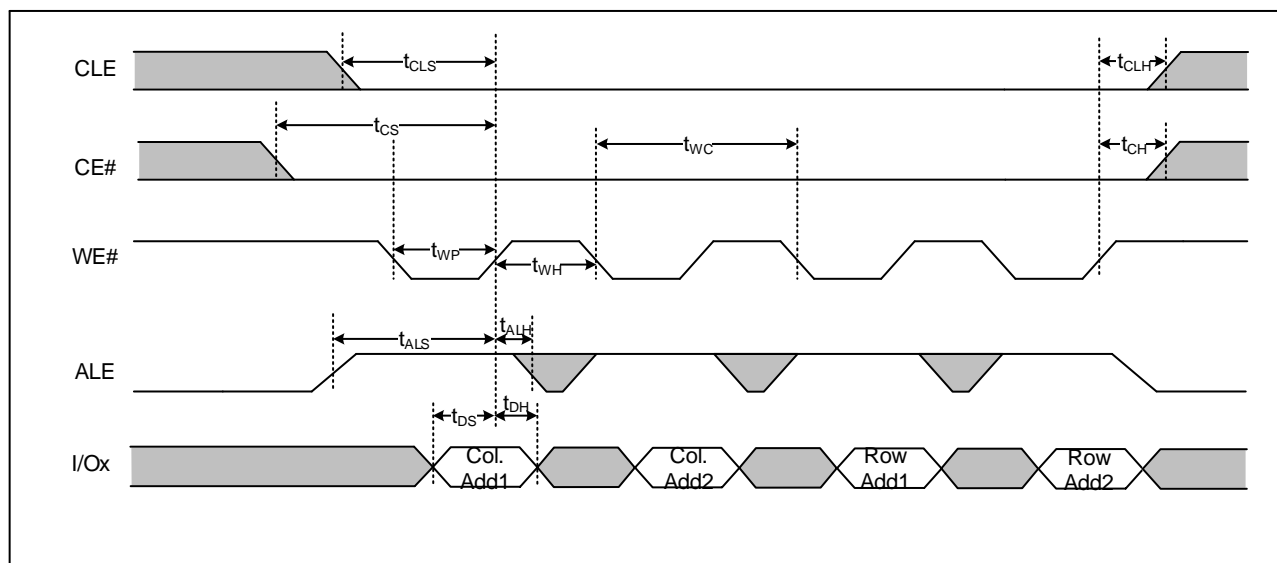 CLE
tCLS
tCLH
CE#
tCS
tWC
tCH
WE#
tWP
tWH
ALE
tALS
tALH
I/Ox
tDS
tDH
Col.
Add1
Col.
Add2
Row
Add1
Row
Add2